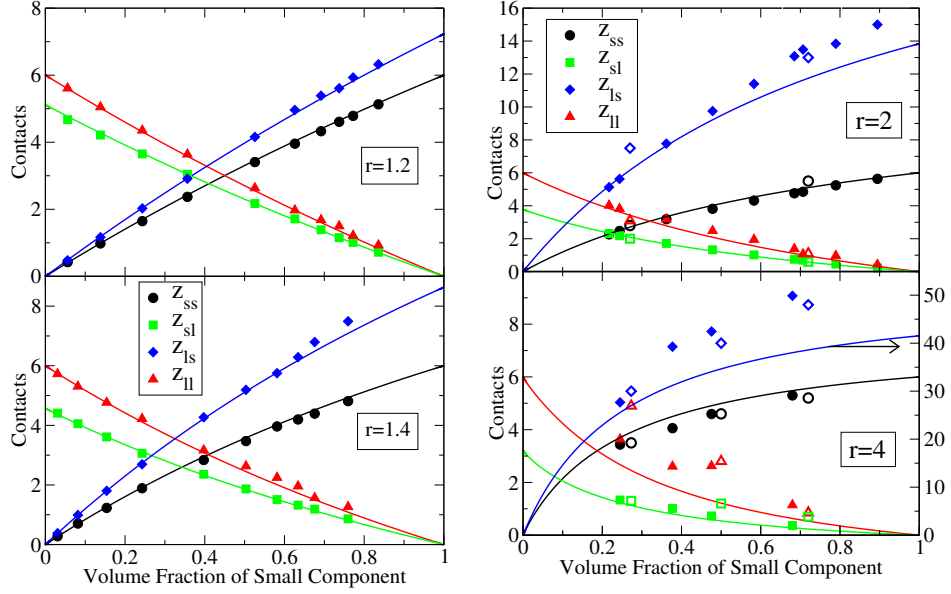 8
6
4
2
0
Contacts
r=1.2
16
14
12
10
8
6
4
2
0
Contacts
z_ss
z_sl
z_ls
z_ll
r=2
6
4
2
0
Contacts
z_ss
z_sl
z_ls
z_ll
r=1.4
0
0.2
0.4
0.6
0.8
1
Volume Fraction of Small Component
8
6
4
2
0
Contacts
50
40
30
20
10
0
r=4
0
0.2
0.4
0.6
0.8
1
Volume Fraction of Small Component